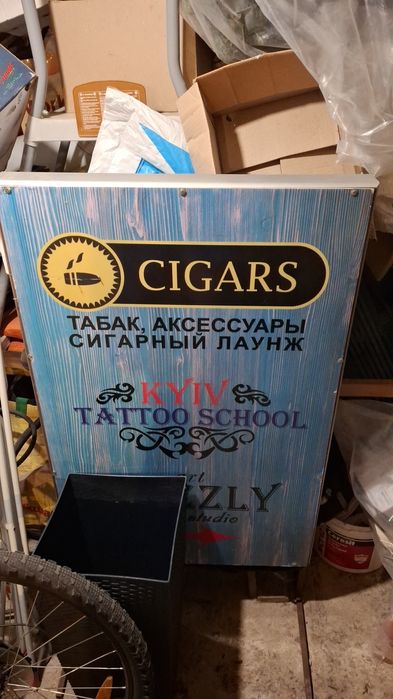 CIGARS
ТАБАК, АКСЕССУАРЫ
СИГАРНЫЙ ЛАУНЖ
KYIV
TATTOO SCHOOL
studio